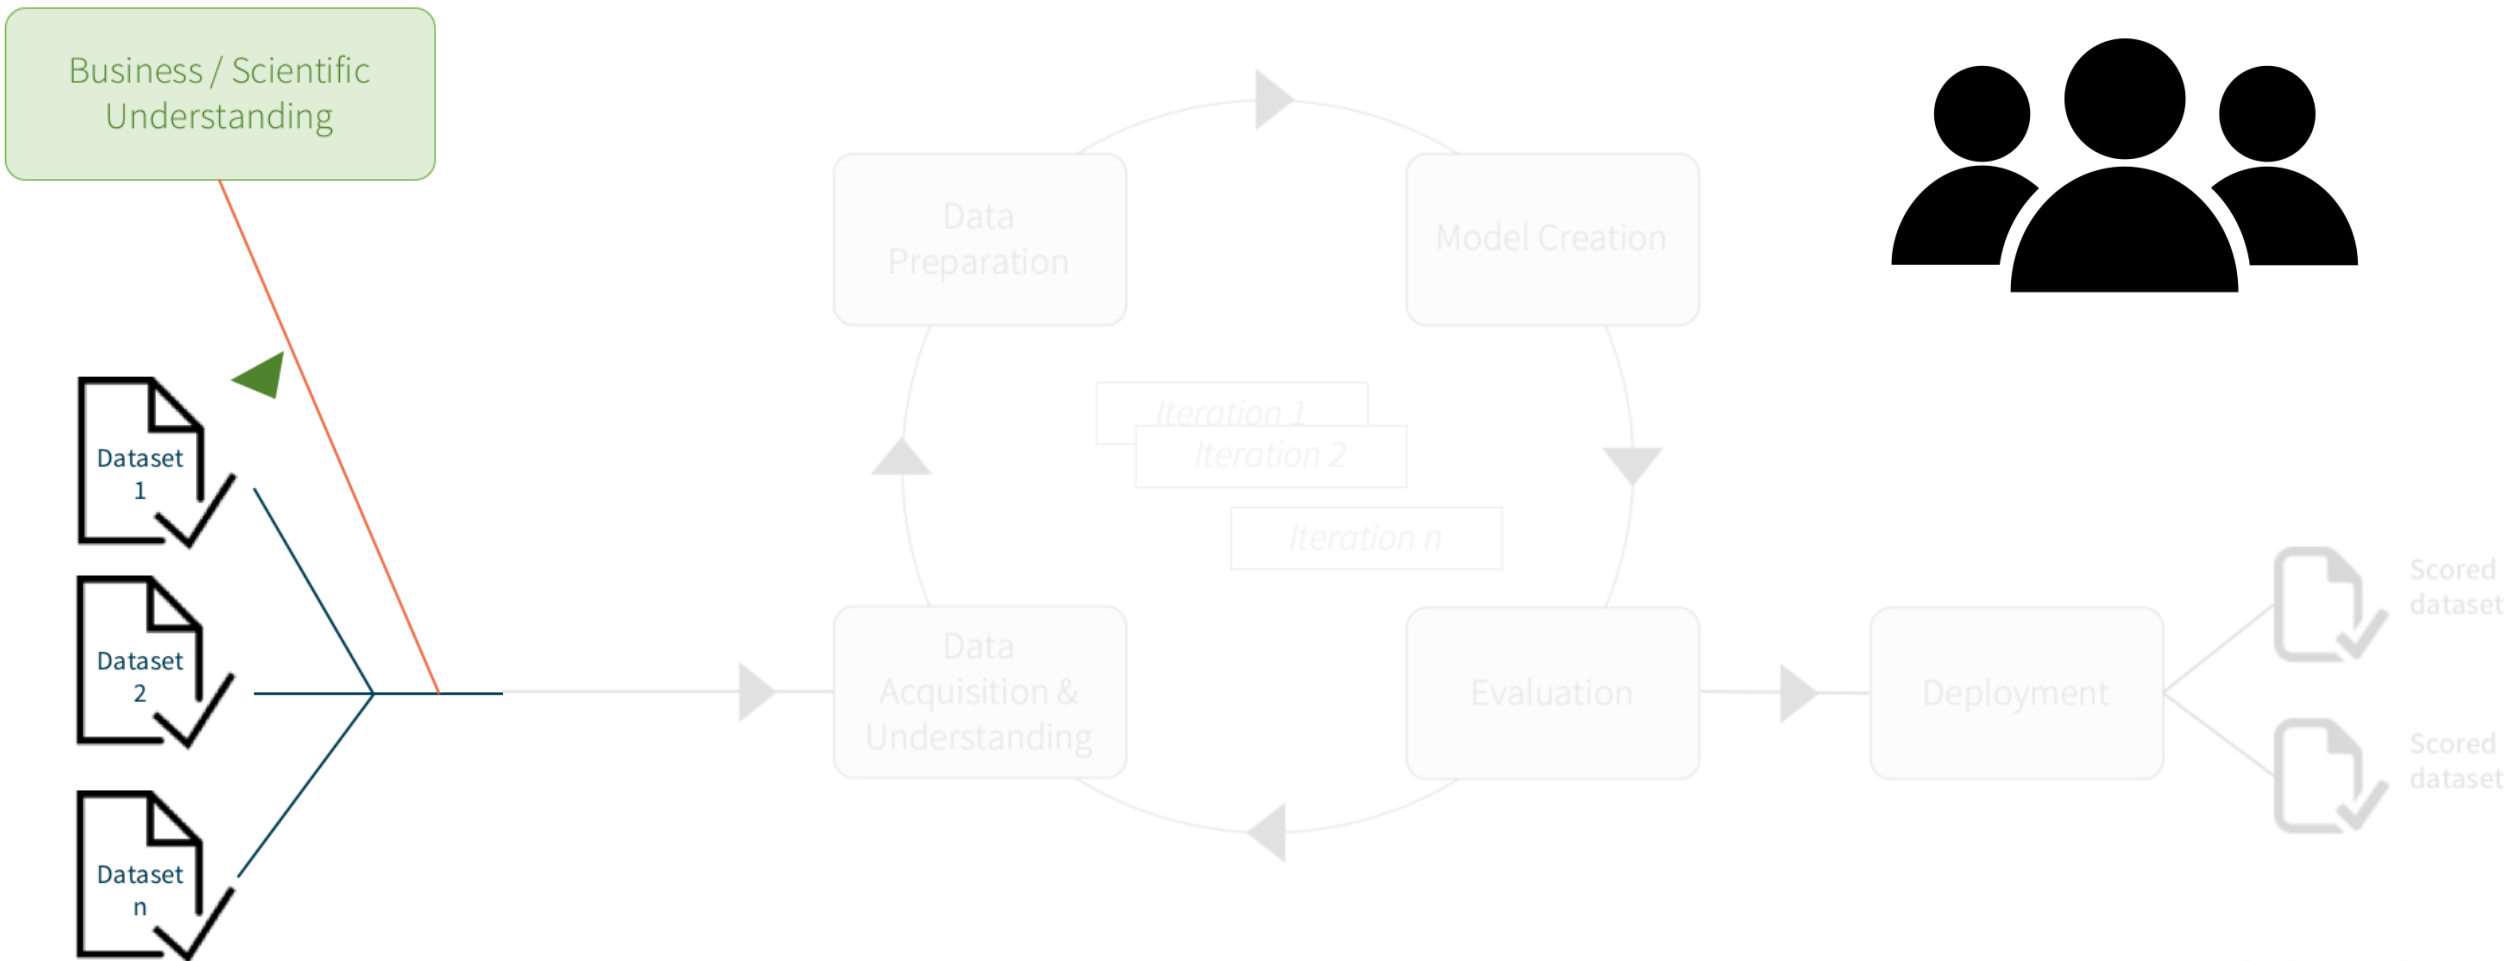 Business / Scientific
Understanding
Data
Preparation
Model Creation
Iteration 1
Iteration 2
Iteration n
Dataset
1
Dataset
2
Dataset
n
Data
Acquisition &
Understanding
Evaluation
Deployment
Scored
dataset
Scored
dataset